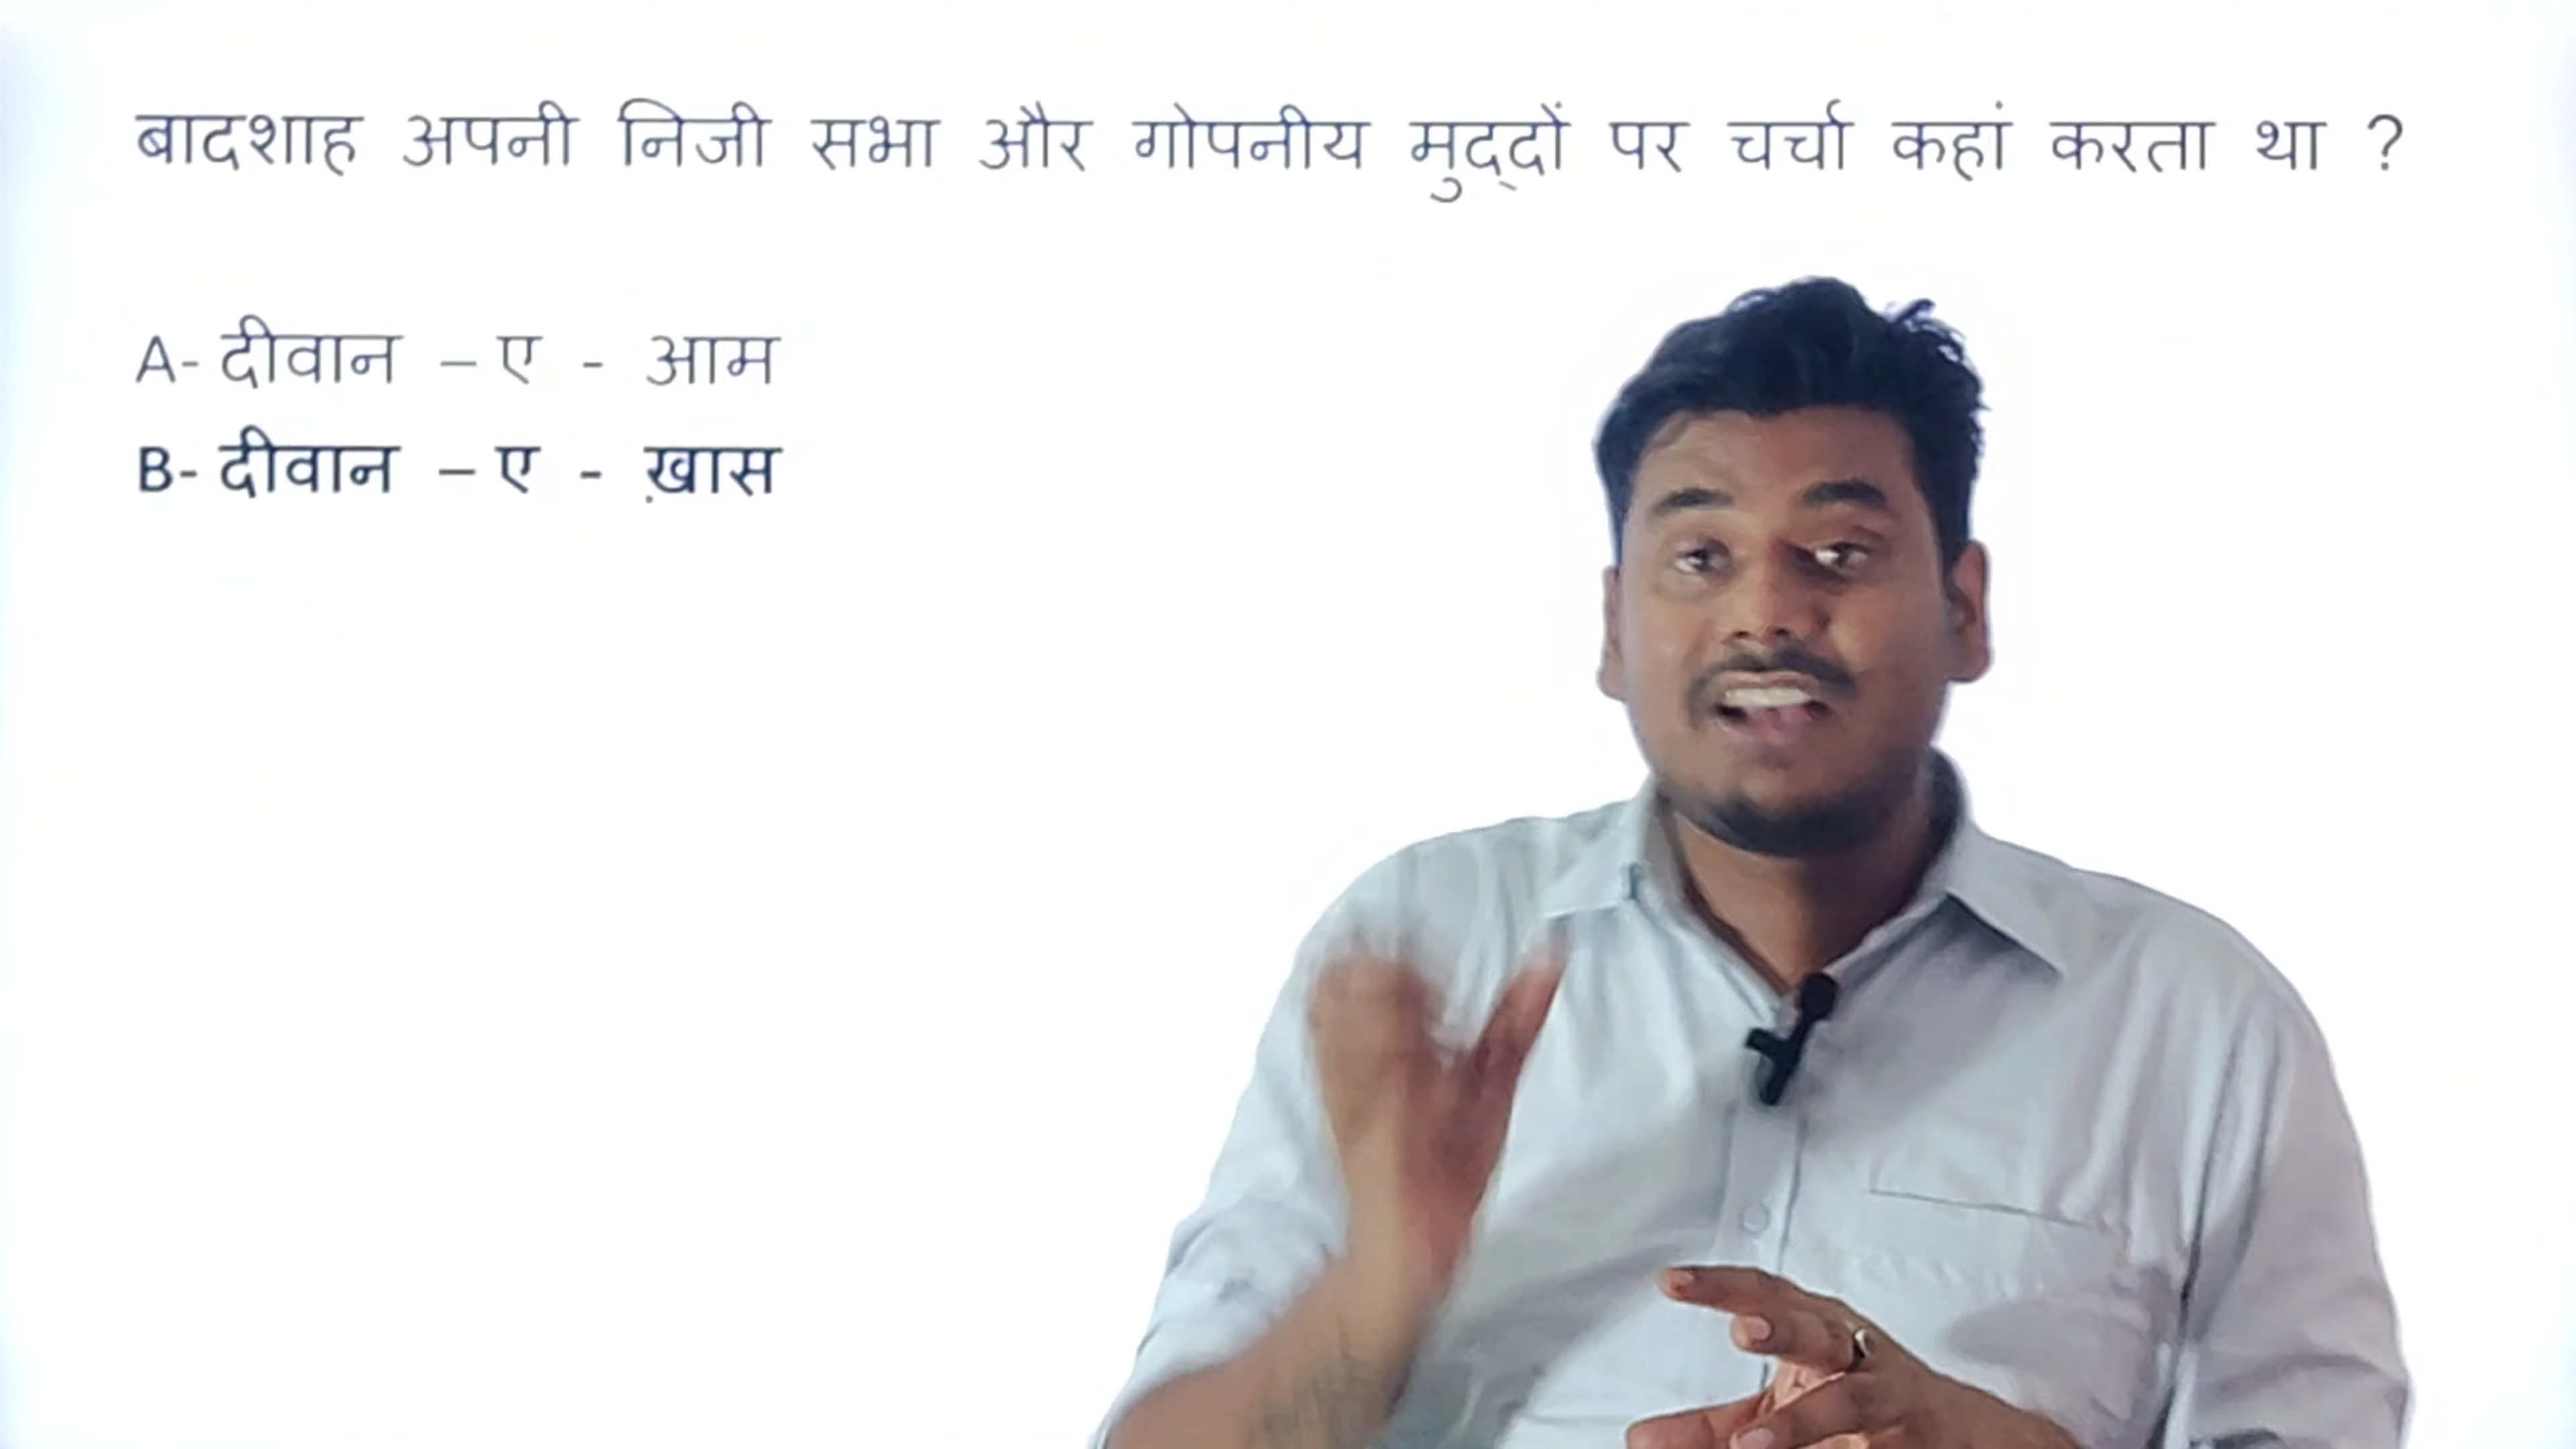 बादशाह अपनी निजी सभा और गोपनीय मुद्दों पर चर्चा कहां करता था ?
A- दीवान – ए - आम
B- दीवान – ए - ख़ास